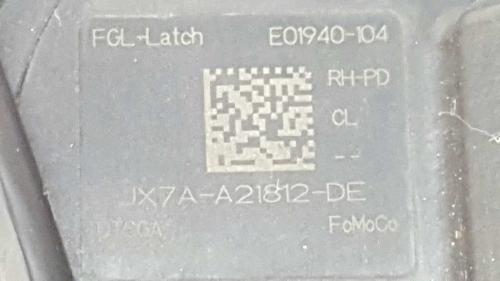 FGL-Latch E01940-104
RH-PD
CL
--
JX7A-A21812-DE
FoMoCo